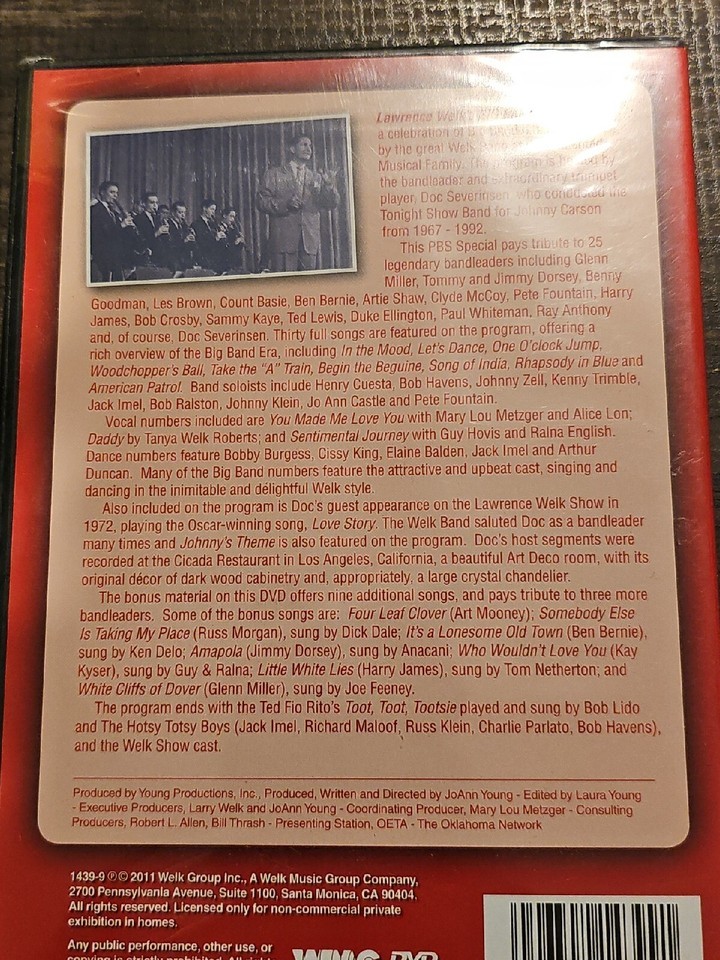 Lawrence Welk's
a celebration of Big
by the great Welk
Musical Family. The program is hosted by
the bandleader and extraordinary trumpet
player, Doc Severinsen, who conducted the
Tonight Show Band for Johnny Carson
from 1967 - 1992.
This PBS Special pays tribute to 25
legendary bandleaders including Glenn
Miller, Tommy and Jimmy Dorsey, Benny
Goodman, Les Brown, Count Basie, Ben Bernie, Artie Shaw, Clyde McCoy, Pete Fountain, Harry
James, Bob Crosby, Sammy Kaye, Ted Lewis, Duke Ellington, Paul Whiteman, Ray Anthony
and, of course, Doc Severinsen. Thirty full songs are featured on the program, offering a
rich overview of the Big Band Era, including In the Mood, Let's Dance, One O'clock Jump,
Woodchopper's Ball, Take the "A" Train, Begin the Beguine, Song of India, Rhapsody in Blue and
American Patrol. Band soloists include Henry Cuesta, Bob Havens, Johnny Zell, Kenny Trimble,
Jack Imel, Bob Ralston, Johnny Klein, Jo Ann Castle and Pete Fountain.
Vocal numbers included are You Made Me Love You with Mary Lou Metzger and Alice Lon;
Daddy by Tanya Welk Roberts; and Sentimental Journey with Guy Hovis and Ralna English.
Dance numbers feature Bobby Burgess, Cissy King, Elaine Balden, Jack Imel and Arthur
Duncan. Many of the Big Band numbers feature the attractive and upbeat cast, singing and
dancing in the inimitable and delightful Welk style.
Also included on the program is Doc's guest appearance on the Lawrence Welk Show in
1972, playing the Oscar-winning song, Love Story. The Welk Band saluted Doc as a bandleader
many times and Johnny's Theme is also featured on the program. Doc's host segments were
recorded at the Cicada Restaurant in Los Angeles, California, a beautiful Art Deco room, with its
original décor of dark wood cabinetry and, appropriately, a large crystal chandelier.
The bonus material on this DVD offers nine additional songs, and pays tribute to three more
bandleaders. Some of the bonus songs are: Four Leaf Clover (Art Mooney); Somebody Else
Is Taking My Place (Russ Morgan), sung by Dick Dale; It's a Lonesome Old Town (Ben Bernie),
sung by Ken Delo; Amapola (Jimmy Dorsey), sung by Anacani; Who Wouldn't Love You (Kay
Kyser), sung by Guy & Ralna; Little White Lies (Harry James), sung by Tom Netherton; and
White Cliffs of Dover (Glenn Miller), sung by Joe Feeney.
The program ends with the Ted Fio Rito's Toot, Toot, Tootsie played and sung by Bob Lido
and The Hotsy Totsy Boys (Jack Imel, Richard Maloof, Russ Klein, Charlie Parlato, Bob Havens),
and the Welk Show cast.
Produced by Young Productions, Inc., Produced, Written and Directed by JoAnn Young - Edited by Laura Young
- Executive Producers, Larry Welk and JoAnn Young - Coordinating Producer, Mary Lou Metzger - Consulting
Producers, Robert L. Allen, Bill Thrash - Presenting Station, OETA - The Oklahoma Network
1439-9 ℗© 2011 Welk Group Inc., A Welk Music Group Company,
2700 Pennsylvania Avenue, Suite 1100, Santa Monica, CA 90404.
All rights reserved. Licensed only for non-commercial private
exhibition in homes.
Any public performance, other use, or
copying is strictly prohibited. All
DVD